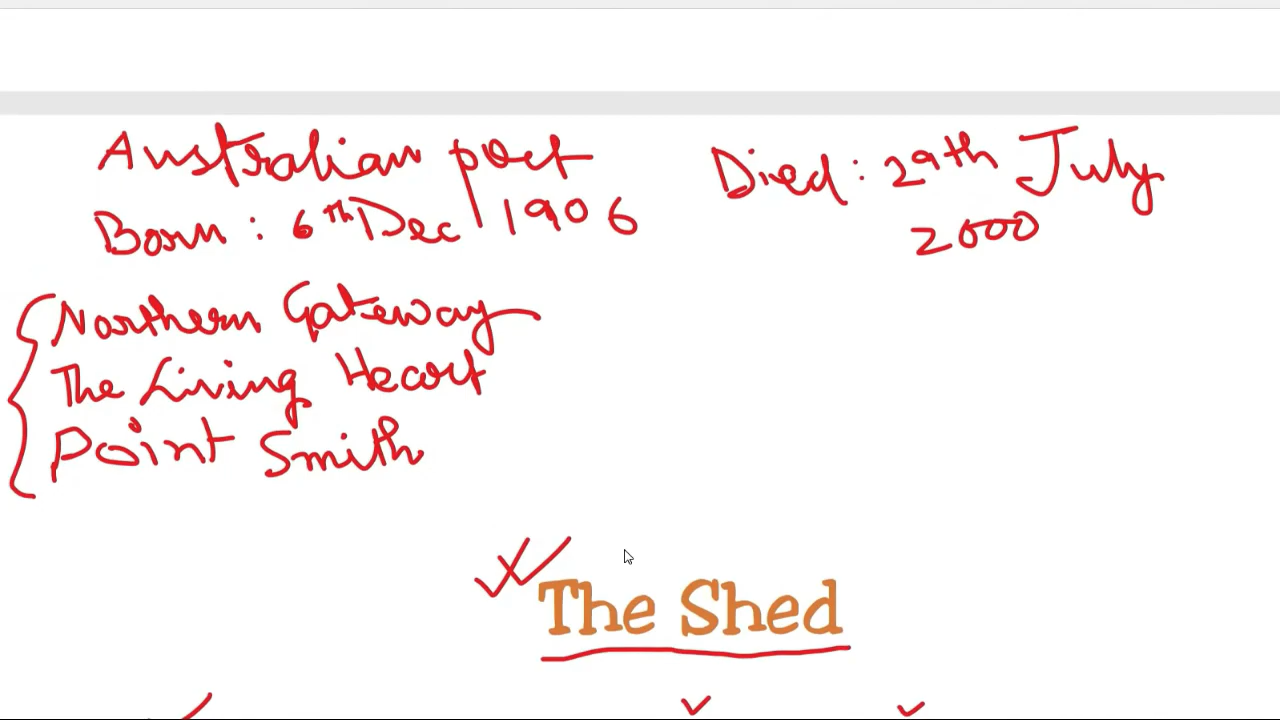 Australian poet
Born : 6th Dec 1906
Died : 29th July
2000
Northern Gateway
The Living Heart
Point Smith
The Shed